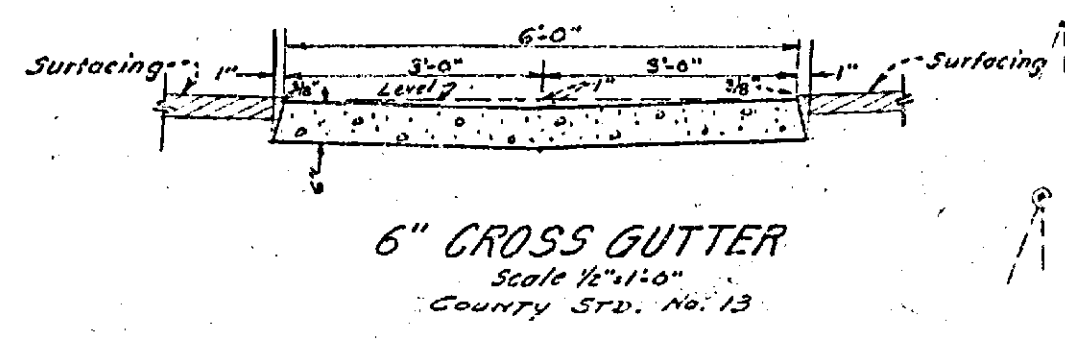 6'-0"
Surfacing
1"
3'-0"
3'-0"
1"
Surfacing
3/8"
Level
1"
3/8"
6"
6" CROSS GUTTER
Scale 1/2"=1'-0"
COUNTY STD. No. 13